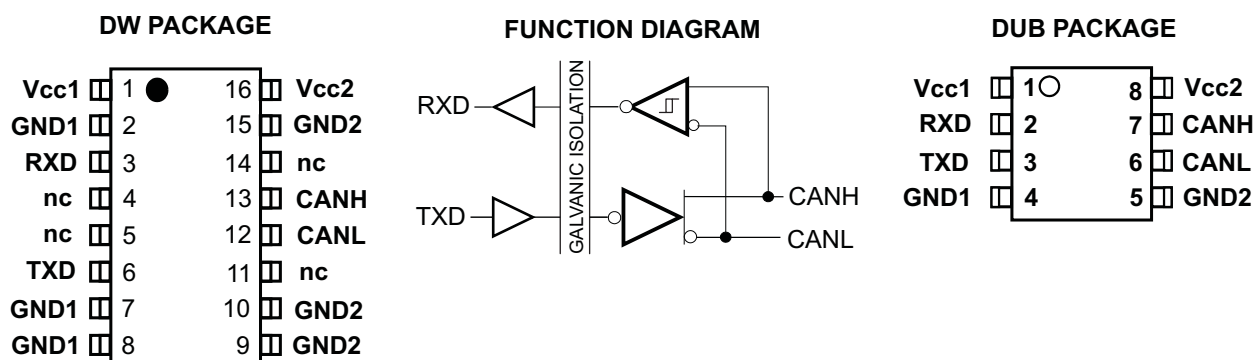 DW PACKAGE
Vcc1 1 16 Vcc2
GND1 2 15 GND2
RXD 3 14 nc
nc 4 13 CANH
nc 5 12 CANL
TXD 6 11 nc
GND1 7 10 GND2
GND1 8 9 GND2
FUNCTION DIAGRAM
RXD
GALVANIC ISOLATION
TXD
CANH
CANL
DUB PACKAGE
Vcc1 1 8 Vcc2
RXD 2 7 CANH
TXD 3 6 CANL
GND1 4 5 GND2